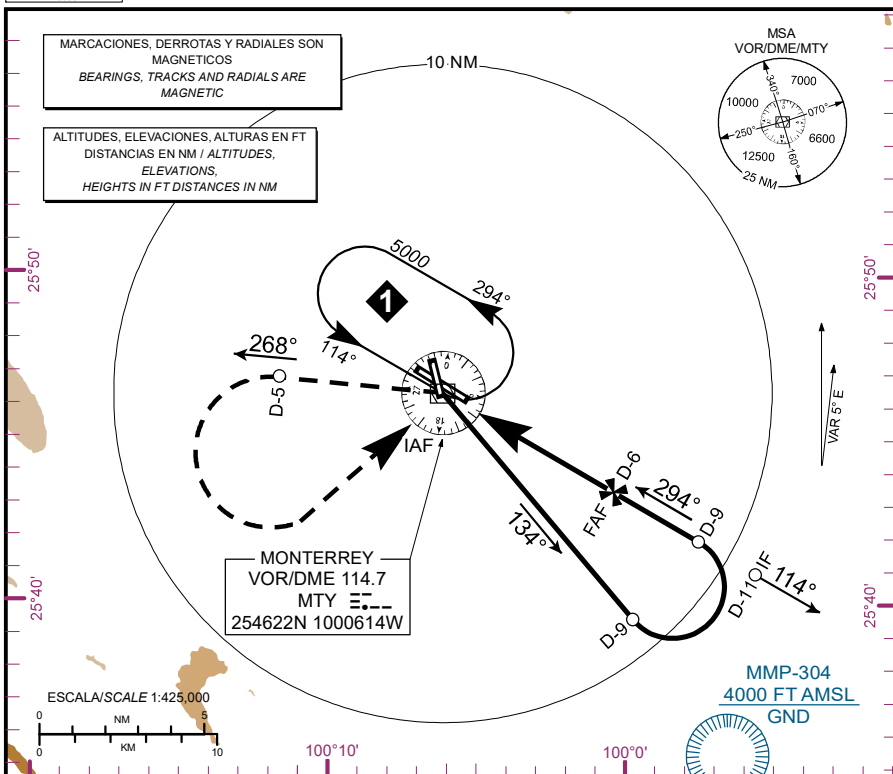 MARCACIONES, DERROTAS Y RADIALES SON
MAGNETICOS
BEARINGS, TRACKS AND RADIALS ARE
MAGNETIC
ALTITUDES, ELEVACIONES, ALTURAS EN FT
DISTANCIAS EN NM / ALTITUDES,
ELEVATIONS,
HEIGHTS IN FT DISTANCES IN NM
10 NM
MSA
VOR/DME/MTY
340°
7000
10000
070°
250°
6600
12500
160°
25 NM
25°50'
25°50'
5000
294°
1
114°
268°
D-5
0
27
18
IAF
VAR 5° E
D-6
FAF
294°
D-9
134°
D-9
D-11
IF
114°
MONTERREY
VOR/DME 114.7
MTY
254622N 1000614W
25°40'
25°40'
MMP-304
4000 FT AMSL
GND
ESCALA/SCALE 1:425,000
0
NM
5
0
KM
10
100°10'
100°0'